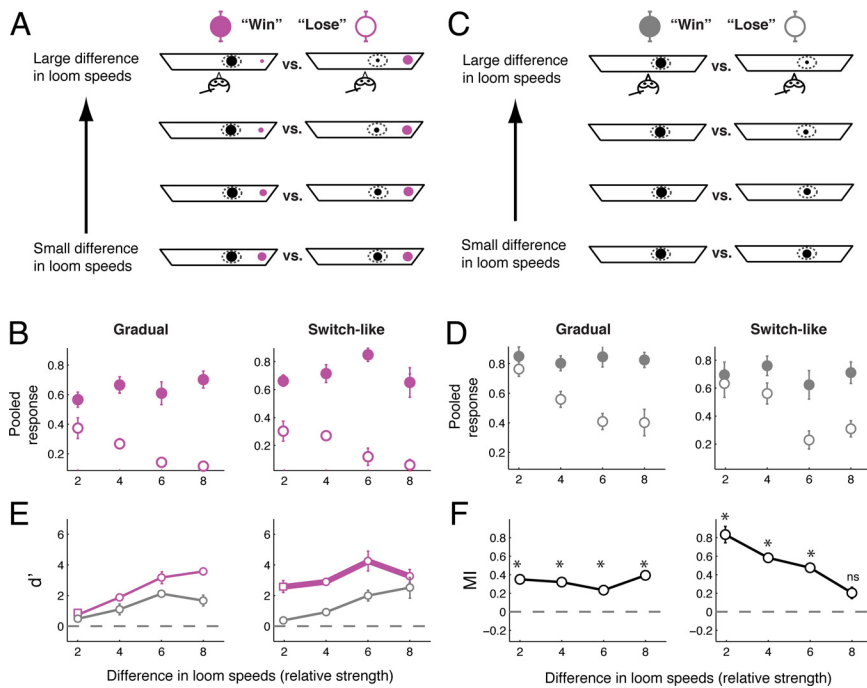 A
"Win" "Lose"
Large difference
in loom speeds
vs.
vs.
vs.
Small difference
in loom speeds
vs.
C
"Win" "Lose"
Large difference
in loom speeds
vs.
vs.
vs.
Small difference
in loom speeds
vs.
B
Gradual
Switch-like
Pooled
response
0.8
0.6
0.4
0.2
2 4 6 8
0.8
0.6
0.4
0.2
2 4 6 8
D
Gradual
Switch-like
Pooled
response
0.8
0.6
0.4
0.2
2 4 6 8
0.8
0.6
0.4
0.2
2 4 6 8
E
d'
6
4
2
0
2 4 6 8
6
4
2
0
2 4 6 8
Difference in loom speeds (relative strength)
F
MI
0.8
0.6
0.4
0.2
0
−0.2
* * * *
2 4 6 8
0.8
0.6
0.4
0.2
0
−0.2
* * * ns
2 4 6 8
Difference in loom speeds (relative strength)